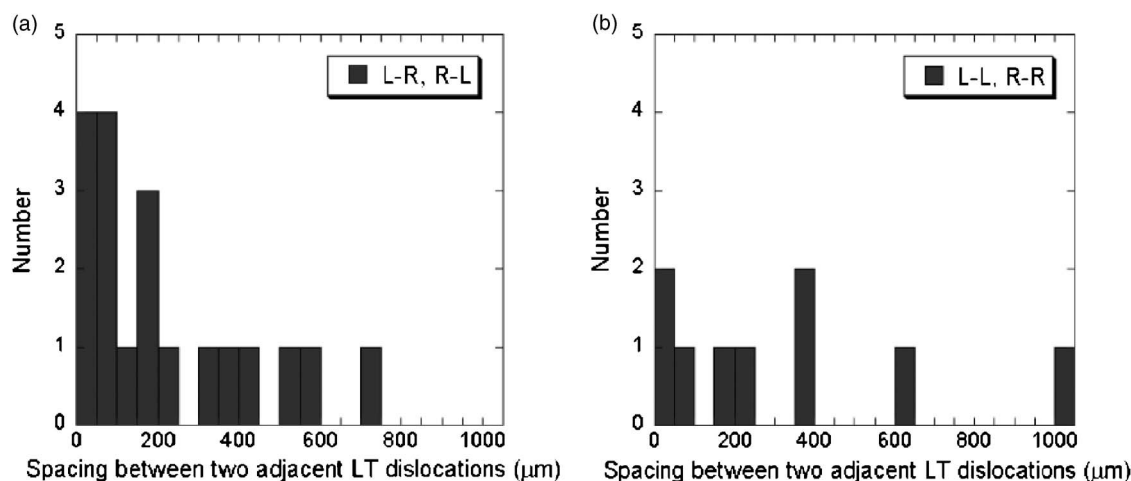 (a)
5
4
3
2
1
0
Number
L-R, R-L
0 200 400 600 800 1000
Spacing between two adjacent LT dislocations (μm)
(b)
5
4
3
2
1
0
Number
L-L, R-R
0 200 400 600 800 1000
Spacing between two adjacent LT dislocations (μm)